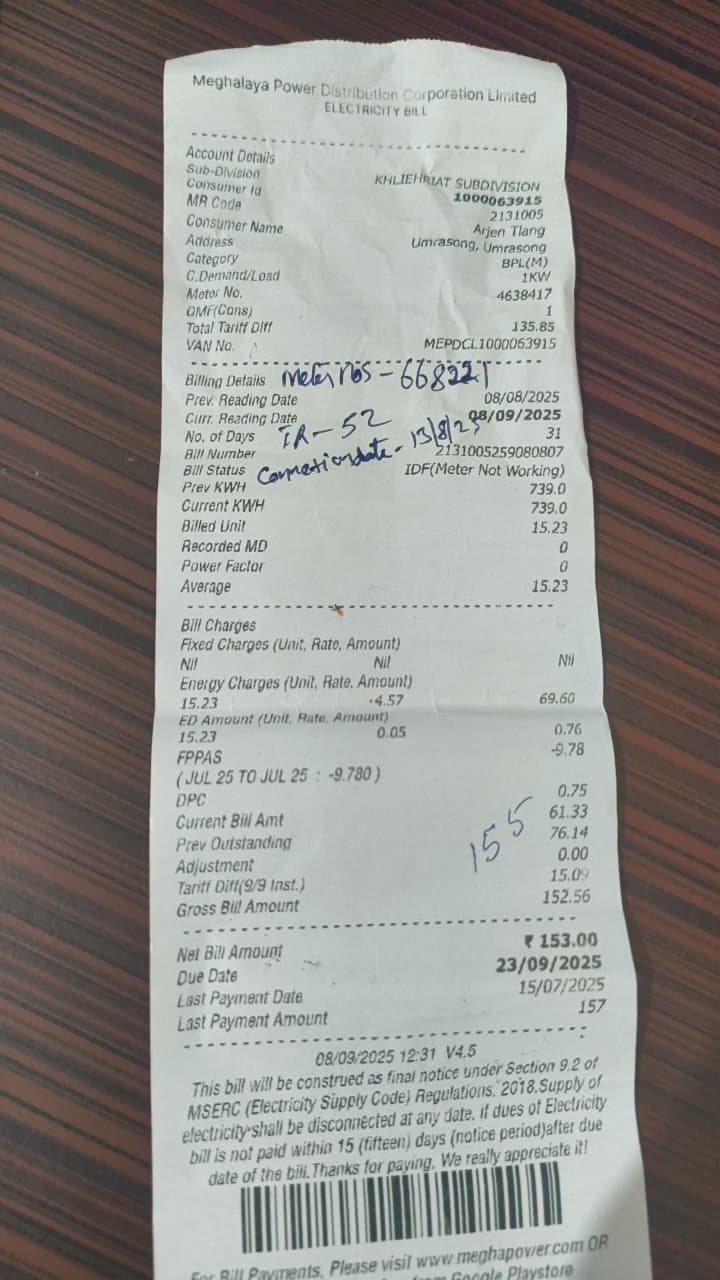 Meghalaya Power Distribution Corporation Limited
ELECTRICITY BILL
Account Details
Sub-Division KHLIEHRIAT SUBDIVISION
Consumer Id 1000063915
MR Code 2131005
Consumer Name Arjen Tlang
Address Umrasong, Umrasong
Category BPL(M)
C.Demand/Load 1KW
Meter No. 4638417
OMF(Cons) 1
Total Tariff Diff 135.85
VAN No. MEPDCL1000063915
Billing Details Meter Nos - 668221
Prev. Reading Date 08/08/2025
Curr. Reading Date 08/09/2025
No. of Days IR - 52 31
Bill Number 2131005259080807
Connection date - 13/8/25
Bill Status IDF(Meter Not Working)
Prev KWH 739.0
Current KWH 739.0
Billed Unit 15.23
Recorded MD 0
Power Factor 0
Average 15.23
Bill Charges
Fixed Charges (Unit, Rate, Amount)
Nil Nil Nil
Energy Charges (Unit, Rate, Amount)
15.23 4.57 69.60
ED Amount (Unit, Rate, Amount)
15.23 0.05 0.76
FPPAS -9.78
( JUL 25 TO JUL 25 : -9.780 )
DPC 0.75
Current Bill Amt 61.33
Prev Outstanding 76.14
155
Adjustment 0.00
Tariff Diff(9/9 Inst.) 15.09
Gross Bill Amount 152.56
Net Bill Amount ₹ 153.00
Due Date 23/09/2025
Last Payment Date 15/07/2025
Last Payment Amount 157
08/09/2025 12:31 V4.5
This bill will be construed as final notice under Section 9.2 of
MSERC (Electricity Supply Code) Regulations, 2018.Supply of
electricity shall be disconnected at any date, if dues of Electricity
bill is not paid within 15 (fifteen) days (notice period)after due
date of the bill.Thanks for paying, We really appreciate it!
For Bill Payments, Please visit www.meghapower.com OR
from Google Playstore